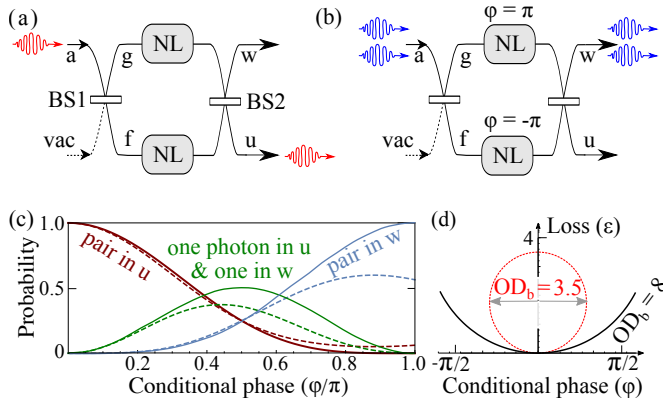 (a)
NL
a
g
w
BS1
BS2
vac
f
NL
u
(b)
φ = π
NL
a
g
w
φ = -π
vac
f
NL
u
(c)
Probability
1.0
0.5
0
pair in u
one photon in u
& one in w
pair in w
0.2
0.4
0.6
0.8
1.0
Conditional phase (φ/π)
(d)
Loss (ε)
4
OD_b = 3.5
OD_b = 8
-π/2
π/2
Conditional phase (φ)